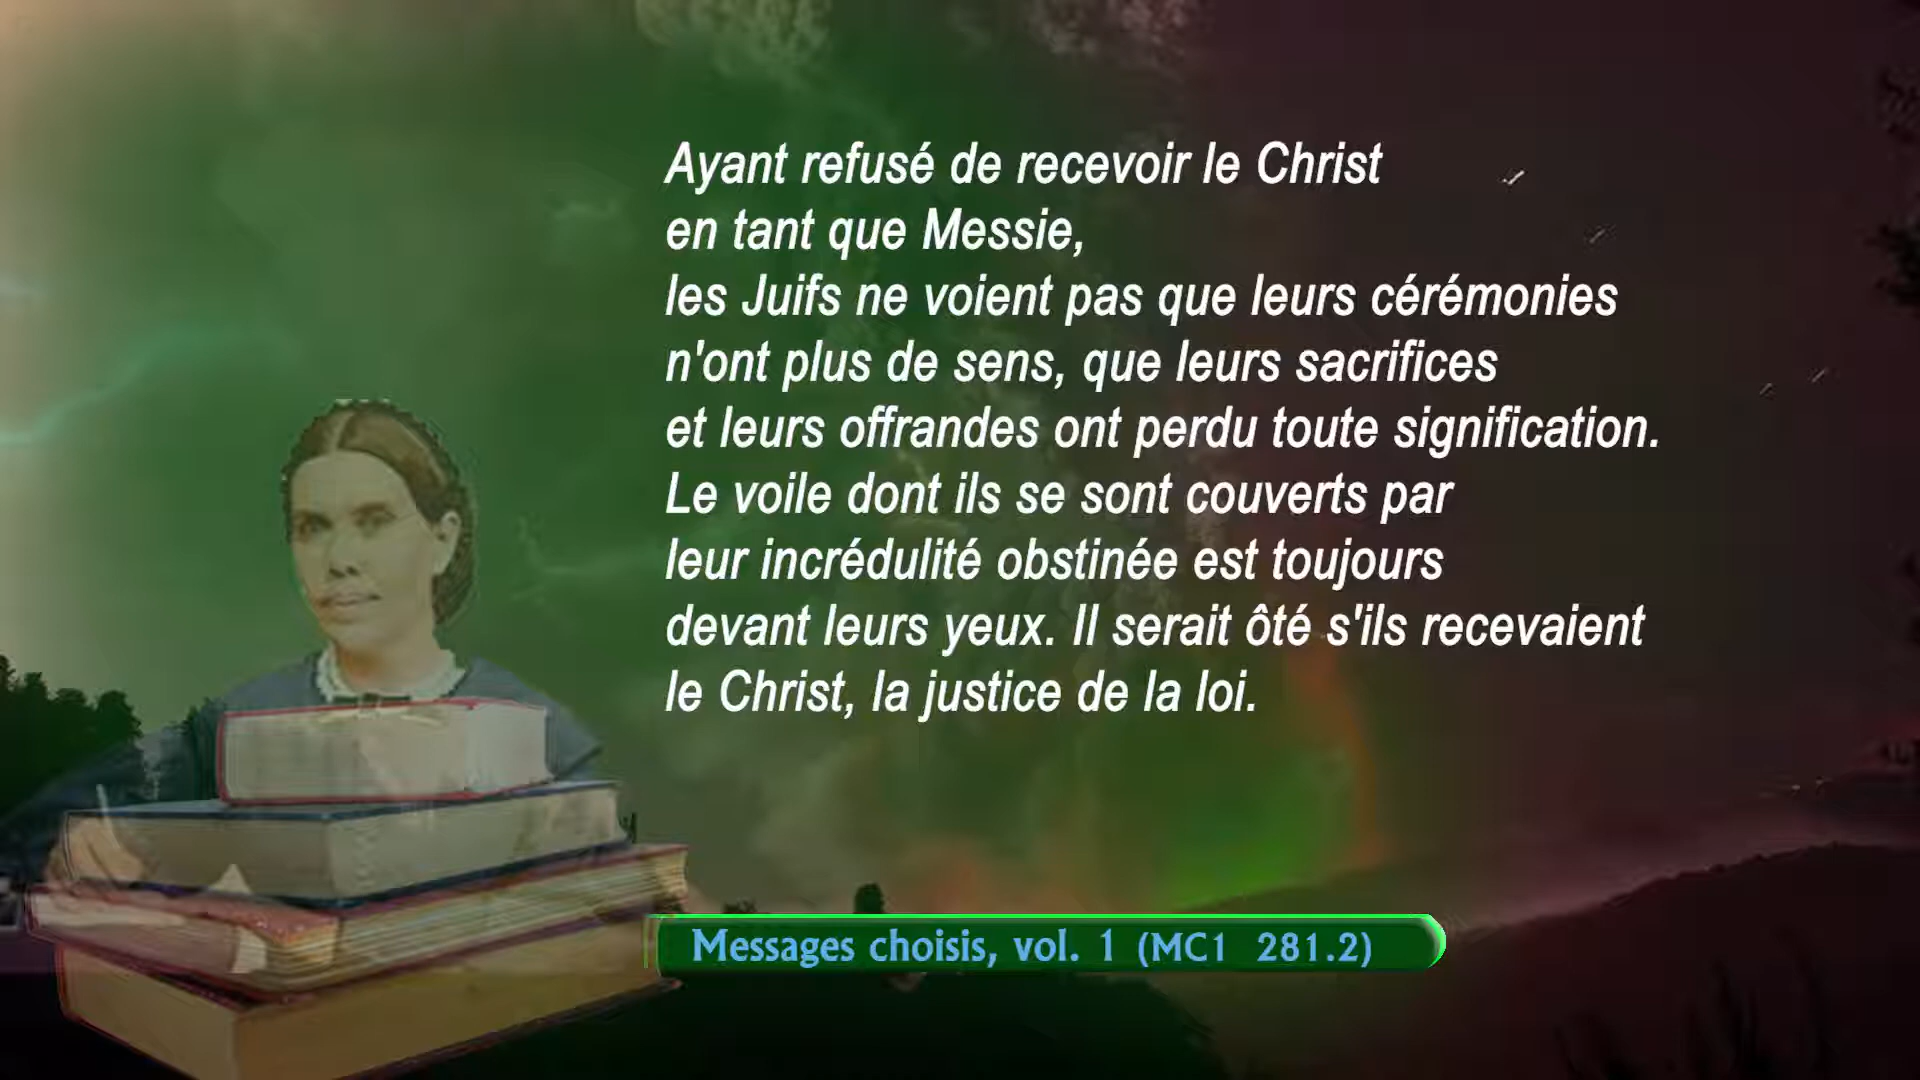 Ayant refusé de recevoir le Christ
en tant que Messie,
les Juifs ne voient pas que leurs cérémonies
n'ont plus de sens, que leurs sacrifices
et leurs offrandes ont perdu toute signification.
Le voile dont ils se sont couverts par
leur incrédulité obstinée est toujours
devant leurs yeux. Il serait ôté s'ils recevaient
le Christ, la justice de la loi.
Messages choisis, vol. 1 (MC1 281.2)